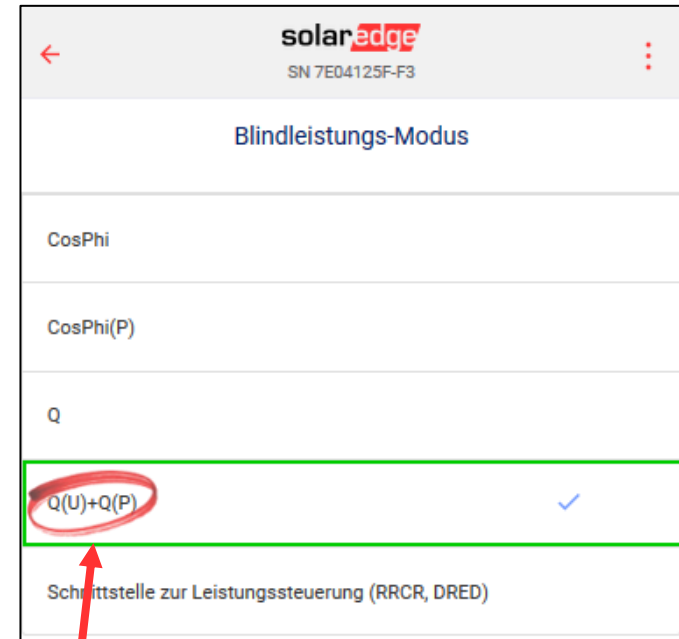 solaredge
SN 7E04125F-F3
Blindleistungs-Modus
CosPhi
CosPhi(P)
Q
Q(U)+Q(P)
Schnittstelle zur Leistungssteuerung (RRCR, DRED)